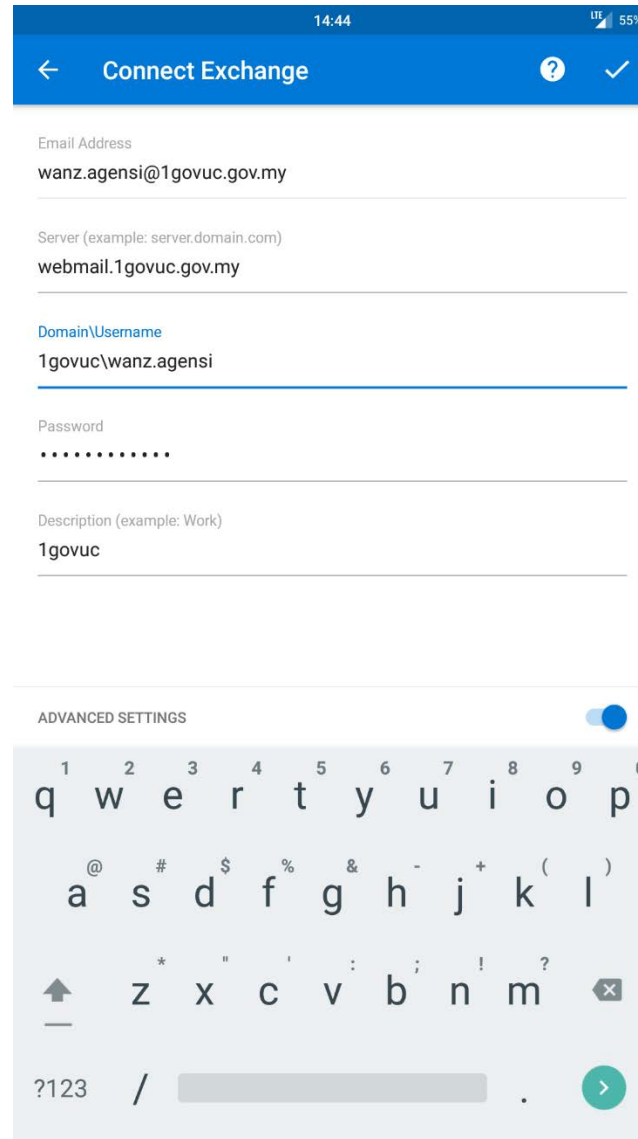 14:44
LTE 55%
Connect Exchange ?
Email Address
wanz.agensi@1govuc.gov.my
Server (example: server.domain.com)
webmail.1govuc.gov.my
Domain\Username
1govuc\wanz.agensi
Password
••••••••••••
Description (example: Work)
1govuc
ADVANCED SETTINGS
1 2 3 4 5 6 7 8 9
q w e r t y u i o p
@ # $ % & - + ( )
a s d f g h j k l
* " ' : ; ! ?
z x c v b n m
?123 / .